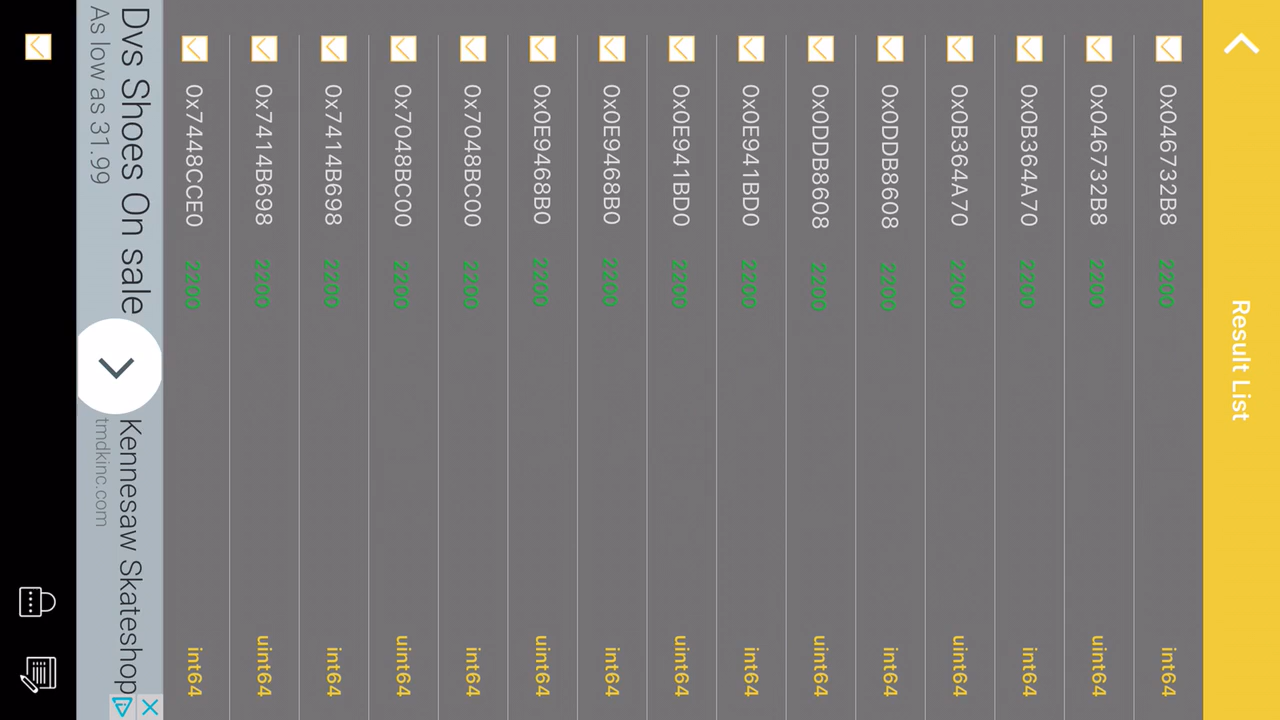 Result List
0x046732B8 2200 int64
0x046732B8 2200 uint64
0x0B364A70 2200 int64
0x0B364A70 2200 uint64
0x0DDB8608 2200 int64
0x0DDB8608 2200 uint64
0x0E941BD0 2200 int64
0x0E941BD0 2200 uint64
0x0E9468B0 2200 int64
0x0E9468B0 2200 uint64
0x7048BC00 2200 int64
0x7048BC00 2200 uint64
0x7414B698 2200 int64
0x7414B698 2200 uint64
0x7448CCE0 2200 int64
Dvs Shoes On sale Kennesaw Skateshop
As low as 31.99 tmdkinc.com